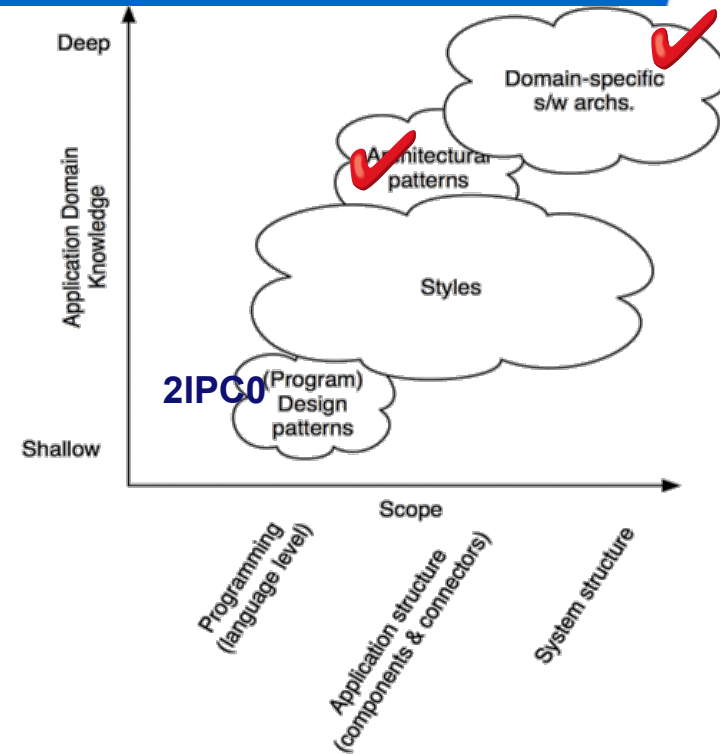 Deep
Domain-specific
s/w archs.
Architectural
patterns
Application Domain
Knowledge
Styles
2IPC0
(Program)
Design
patterns
Shallow
Scope
Programming
(language level)
Application structure
(components & connectors)
System structure